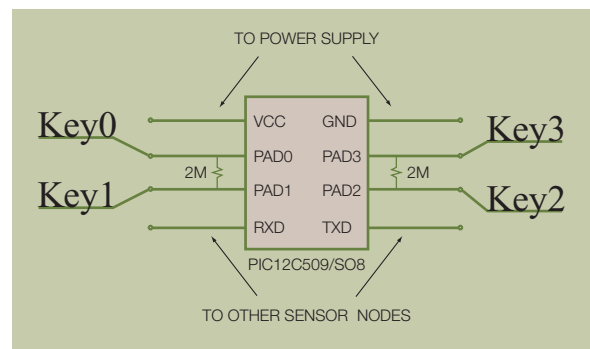 TO POWER SUPPLY
Key0
Key1
VCC GND
PAD0 PAD3
2M
2M
PAD1 PAD2
RXD TXD
Key3
Key2
PIC12C509/SO8
TO OTHER SENSOR NODES